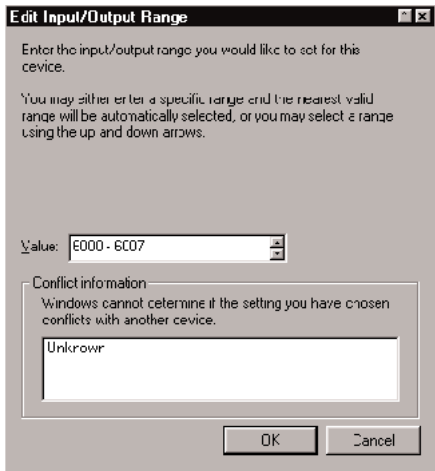 Edit Input/Output Range
Enter the input/output range you would like to set for this
device.
You may either enter a specific range and the nearest valid
range will be automatically selected, or you may select a range
using the up and down arrows.
Value: 6000 - 6007
Conflict information
Windows cannot determine if the setting you have chosen
conflicts with another device.
Unknown
OK Cancel